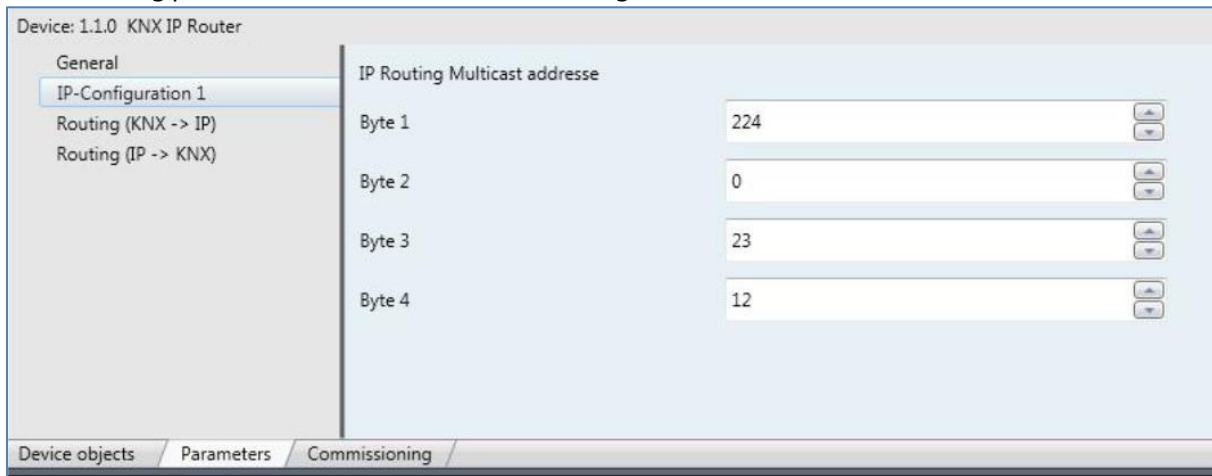 Device: 1.1.0 KNX IP Router
General
IP-Configuration 1
Routing (KNX -> IP)
Routing (IP -> KNX)
IP Routing Multicast addresse
Byte 1 224
Byte 2 0
Byte 3 23
Byte 4 12
Device objects Parameters Commissioning